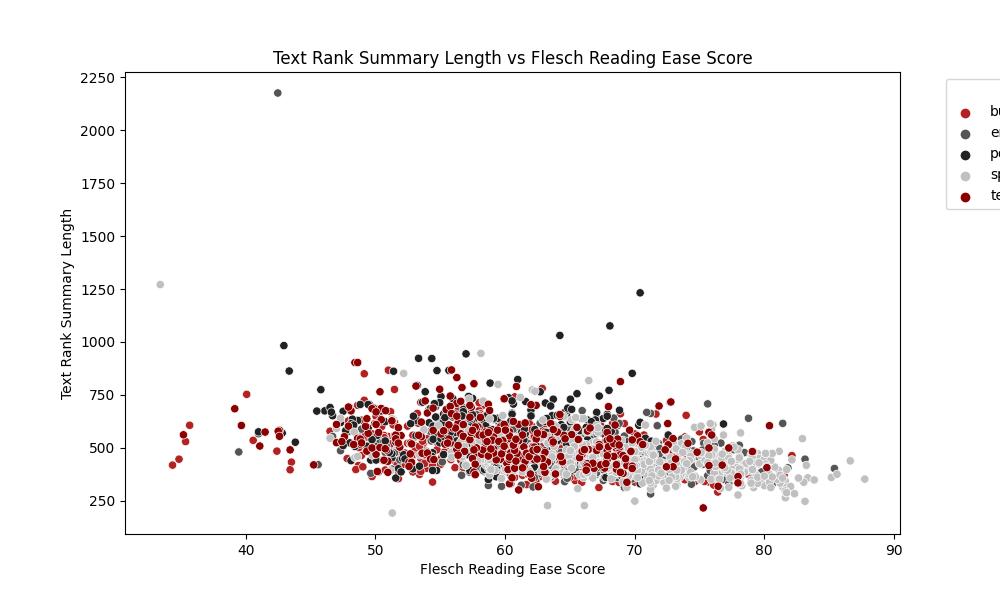 Text Rank Summary Length vs Flesch Reading Ease Score
2250
2000
1750
1500
1250
1000
750
500
250
Text Rank Summary Length
40 50 60 70 80 90
Flesch Reading Ease Score